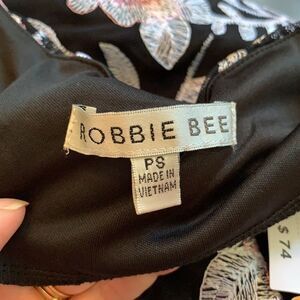 ROBBIE BEE
PS
MADE IN
VIETNAM
$74